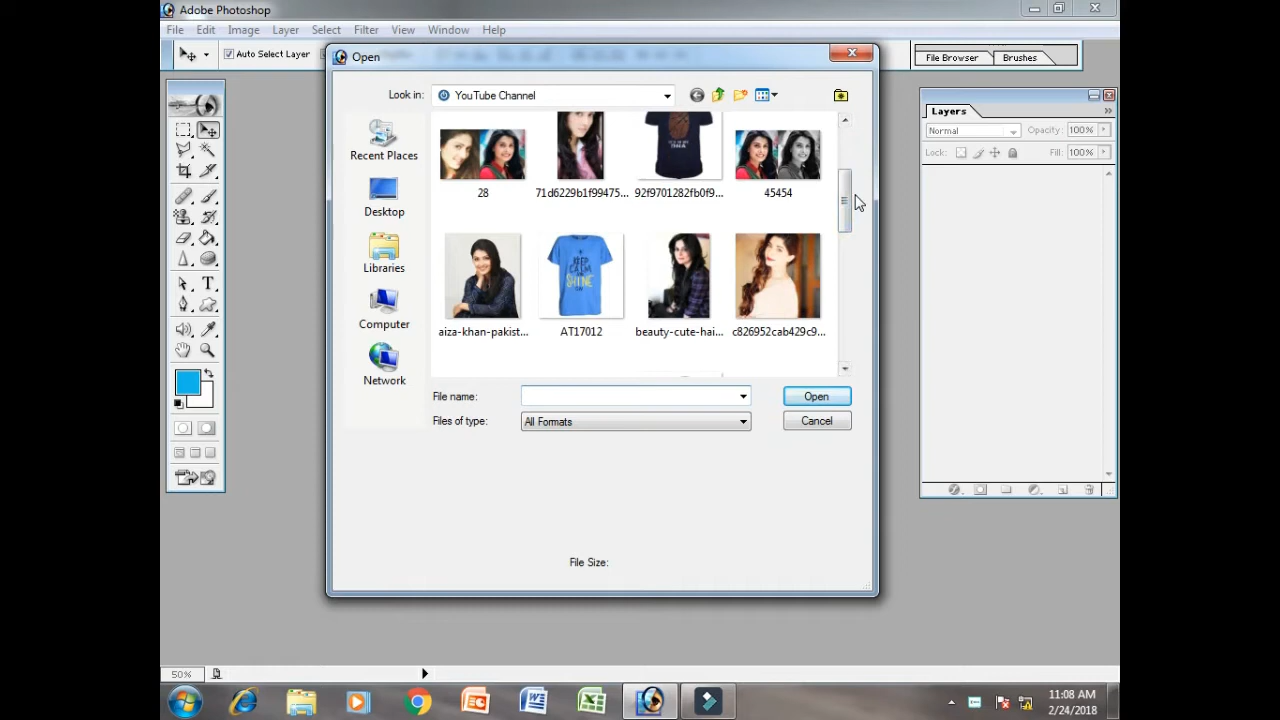 Adobe Photoshop
File Edit Image Layer Select Filter View Window Help
Auto Select Layer
File Browser Brushes
Open
Look in: YouTube Channel
Recent Places
Desktop
Libraries
Computer
Network
28 71d6229b1f99475... 92f9701282fb0f9... 45454
KEEP
CALM
SHINE
aiza-khan-pakist... AT17012 beauty-cute-hai... c826952cab429c9...
File name: Open
Files of type: All Formats Cancel
File Size:
Layers
Normal Opacity: 100%
Lock: Fill: 100%
T
50%
11:08 AM
2/24/2018